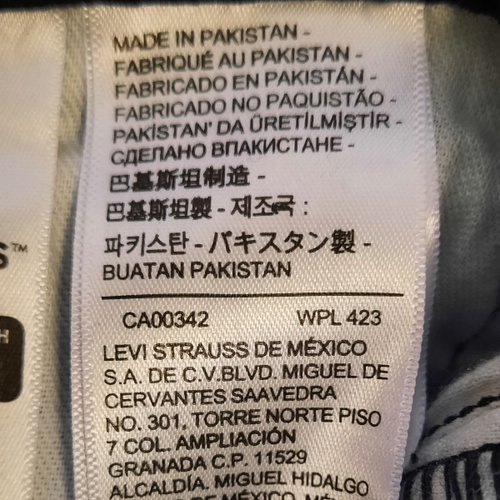 MADE IN PAKISTAN -
FABRIQUÉ AU PAKISTAN -
FABRICADO EN PAKISTÁN -
FABRICADO NO PAQUISTÃO -
PAKİSTAN' DA ÜRETİLMİŞTİR -
СДЕЛАНО ВПАКИСТАНЕ -
巴基斯坦制造 -
巴基斯坦製 - 제조국 :
파키스탄 - パキスタン製 -
BUATAN PAKISTAN
CA00342 WPL 423
LEVI STRAUSS DE MÉXICO
S.A. DE C.V.BLVD. MIGUEL DE
CERVANTES SAAVEDRA
NO. 301, TORRE NORTE PISO
7 COL. AMPLIACIÓN
GRANADA C.P. 11529
ALCALDÍA. MIGUEL HIDALGO
S™
H